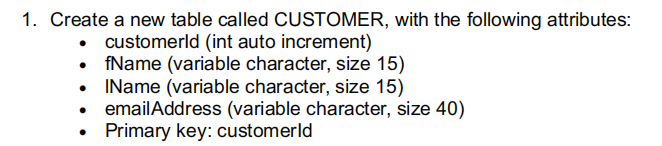 1. Create a new table called CUSTOMER, with the following attributes:
• customerId (int auto increment)
• fName (variable character, size 15)
• lName (variable character, size 15)
• emailAddress (variable character, size 40)
• Primary key: customerId